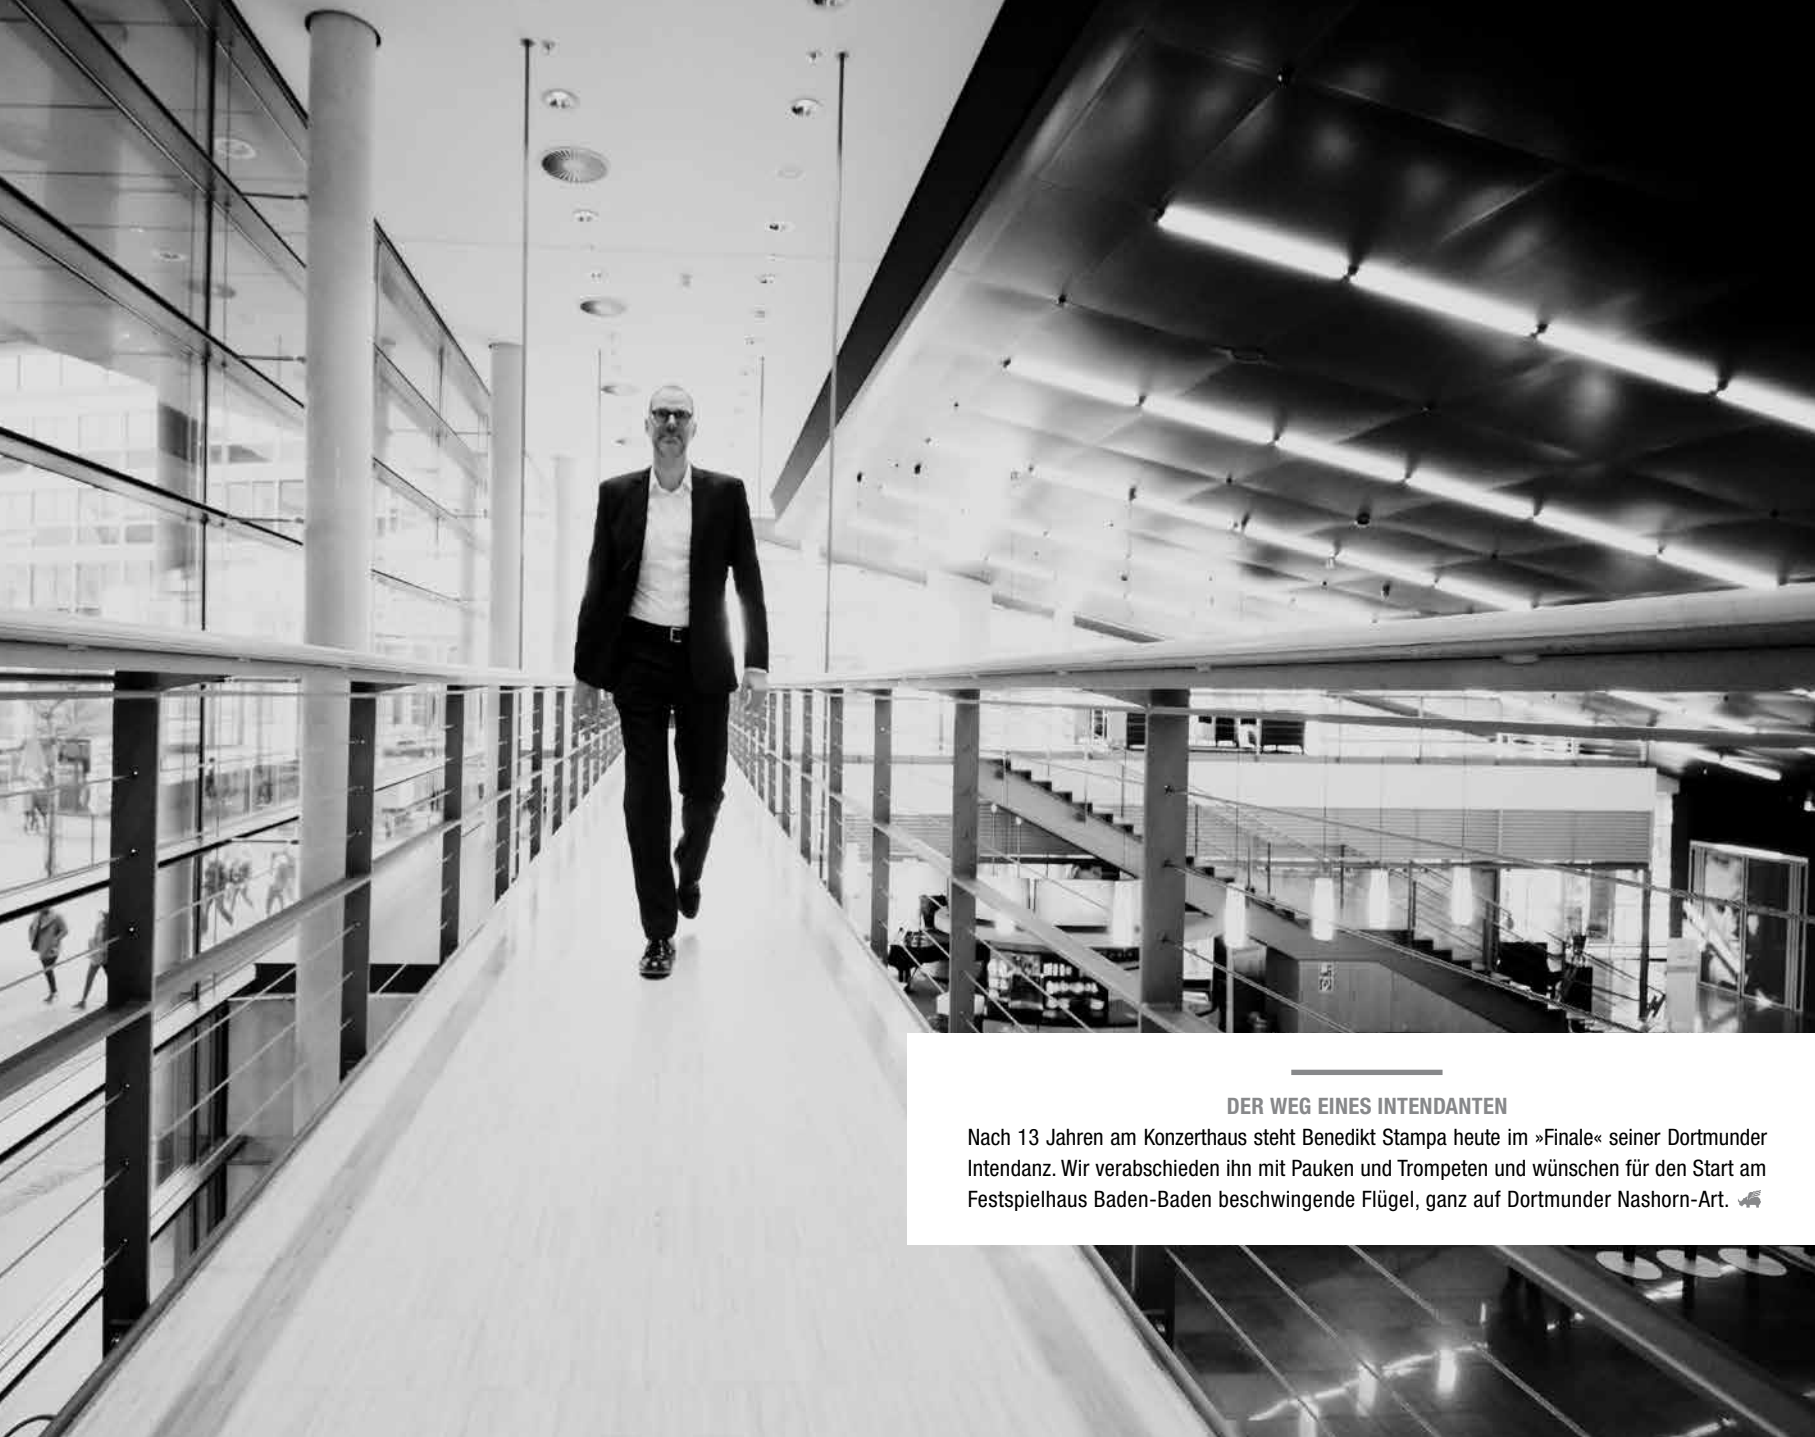 DER WEG EINES INTENDANTEN
Nach 13 Jahren am Konzerthaus steht Benedikt Stampa heute im »Finale« seiner Dortmunder
Intendanz. Wir verabschieden ihn mit Pauken und Trompeten und wünschen für den Start am
Festspielhaus Baden-Baden beschwingende Flügel, ganz auf Dortmunder Nashorn-Art.